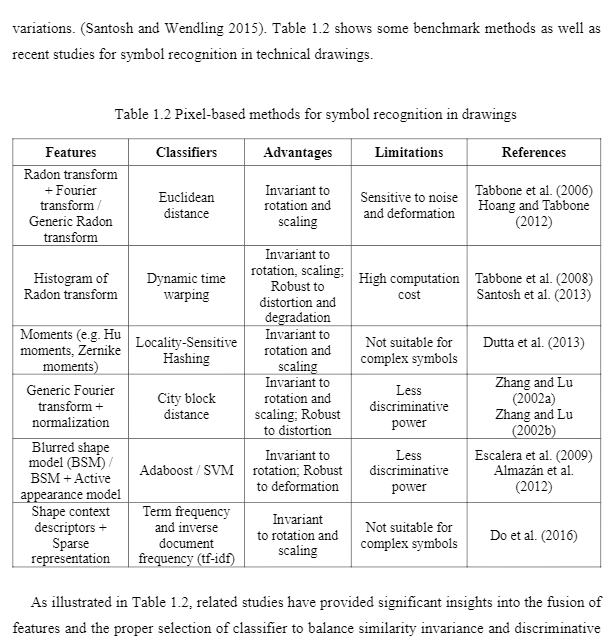 variations. (Santosh and Wendling 2015). Table 1.2 shows some benchmark methods as well as
recent studies for symbol recognition in technical drawings.
Table 1.2 Pixel-based methods for symbol recognition in drawings
Features Classifiers Advantages Limitations References
Radon transform
+ Fourier
transform /
Generic Radon
transform
Euclidean
distance
Invariant to
rotation and
scaling
Sensitive to noise
and deformation
Tabbone et al. (2006)
Hoang and Tabbone
(2012)
Histogram of
Radon transform
Dynamic time
warping
Invariant to
rotation, scaling;
Robust to
distortion and
degradation
High computation
cost
Tabbone et al. (2008)
Santosh et al. (2013)
Moments (e.g. Hu
moments, Zernike
moments)
Locality-Sensitive
Hashing
Invariant to
rotation and
scaling
Not suitable for
complex symbols
Dutta et al. (2013)
Generic Fourier
transform +
normalization
City block
distance
Invariant to
rotation and
scaling; Robust
to distortion
Less
discriminative
power
Zhang and Lu
(2002a)
Zhang and Lu
(2002b)
Blurred shape
model (BSM) /
BSM + Active
appearance model
Adaboost / SVM
Invariant to
rotation; Robust
to deformation
Less
discriminative
power
Escalera et al. (2009)
Almazán et al.
(2012)
Shape context
descriptors +
Sparse
representation
Term frequency
and inverse
document
frequency (tf-idf)
Invariant
to rotation and
scaling
Not suitable for
complex symbols
Do et al. (2016)
As illustrated in Table 1.2, related studies have provided significant insights into the fusion of
features and the proper selection of classifier to balance similarity invariance and discriminative